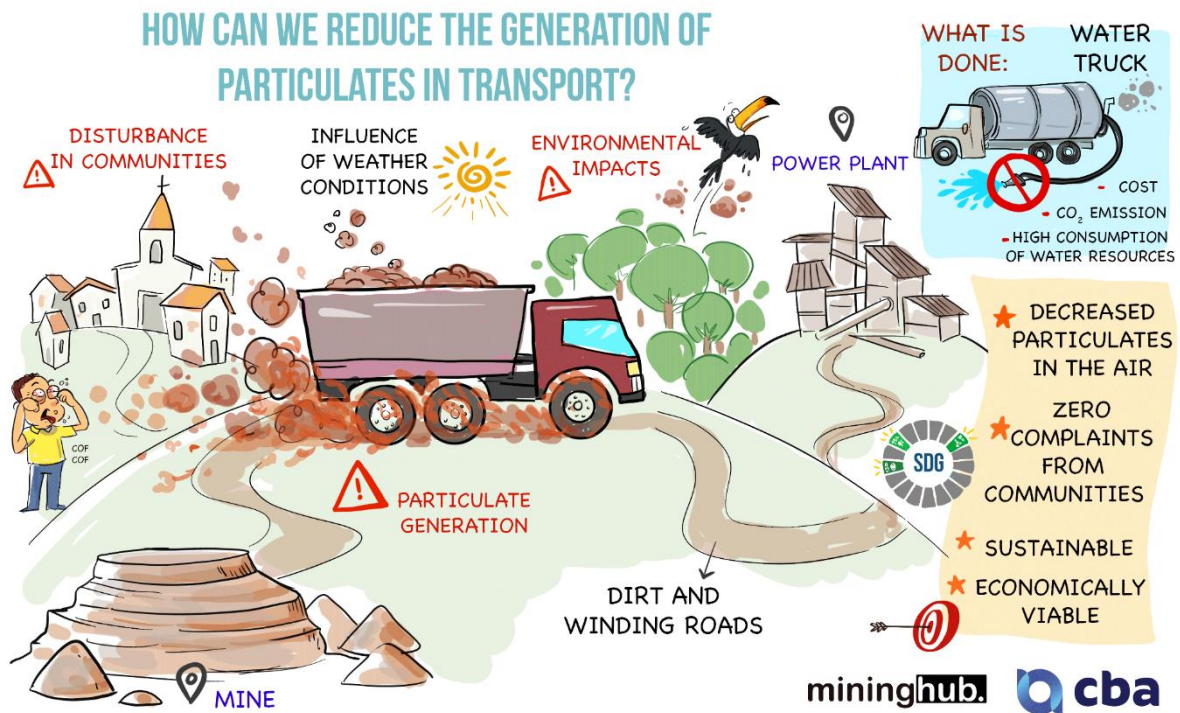 HOW CAN WE REDUCE THE GENERATION OF
PARTICULATES IN TRANSPORT?
DISTURBANCE
IN COMMUNITIES
INFLUENCE
OF WEATHER
CONDITIONS
ENVIRONMENTAL
IMPACTS
POWER PLANT
WHAT IS
DONE:
WATER
TRUCK
- COST
- CO₂ EMISSION
- HIGH CONSUMPTION
OF WATER RESOURCES
DECREASED
PARTICULATES
IN THE AIR
ZERO
COMPLAINTS
FROM
COMMUNITIES
SUSTAINABLE
ECONOMICALLY
VIABLE
SDG
COF
COF
PARTICULATE
GENERATION
DIRT AND
WINDING ROADS
MINE
mininghub.
cba